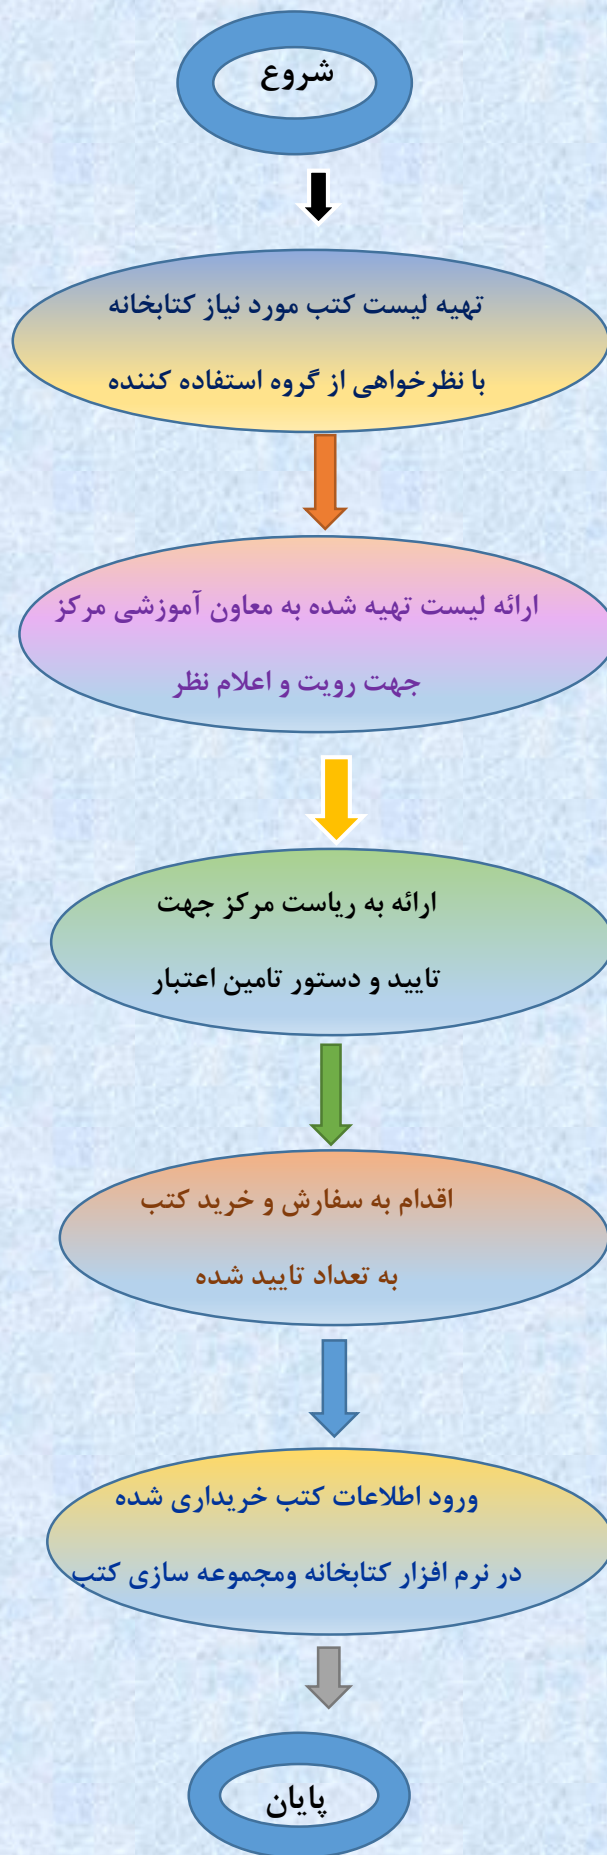 شروع
تهیه لیست کتب مورد نیاز کتابخانه
با نظرخواهی از گروه استفاده کننده
ارائه لیست تهیه شده به معاون آموزشی مرکز
جهت رویت و اعلام نظر
ارائه به ریاست مرکز جهت
تایید و دستور تامین اعتبار
اقدام به سفارش و خرید کتب
به تعداد تایید شده
ورود اطلاعات کتب خریداری شده
در نرم افزار کتابخانه ومجموعه سازی کتب
پایان